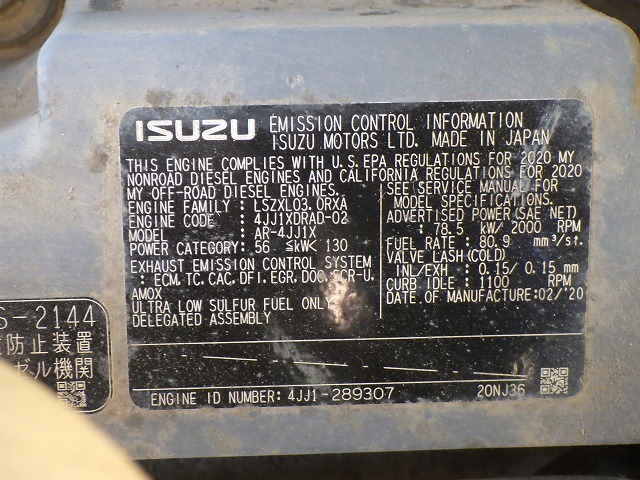 ISUZU EMISSION CONTROL INFORMATION
ISUZU MOTORS LTD. MADE IN JAPAN
THIS ENGINE COMPLIES WITH U.S.EPA REGULATIONS FOR 2020 MY
NONROAD DIESEL ENGINES AND CALIFORNIA REGULATIONS FOR 2020
MY OFF-ROAD DIESEL ENGINES.
ENGINE FAMILY : LSZXL03.0RXA
ENGINE CODE : 4JJ1XDRAD-02
MODEL : AR-4JJ1X
POWER CATEGORY: 56 ≦kW< 130
EXHAUST EMISSION CONTROL SYSTEM
: ECM,TC,CAC,DFI,EGR,DOC,SCR-U,
AMOX
ULTRA LOW SULFUR FUEL ONLY
DELEGATED ASSEMBLY
SEE SERVICE MANUAL FOR
MODEL SPECIFICATIONS.
ADVERTISED POWER(SAE NET)
: 78.5 kW/ 2000 RPM
FUEL RATE : 80.9 mm³/st.
VALVE LASH(COLD)
IN/EXH : 0.15/ 0.15 mm
CURB IDLE : 1100 RPM
DATE OF MANUFACTURE:02/'20
ENGINE ID NUMBER: 4JJ1-289307 20NJ36
S-2144
防止装置
ゼル機関